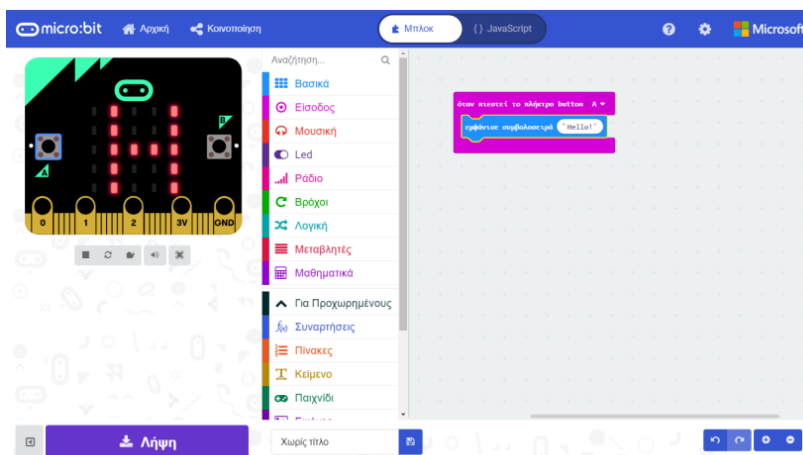 micro:bit
Αρχική
Κοινοποίηση
Μπλοκ
{ } JavaScript
Microsoft
Αναζήτηση...
Βασικά
Είσοδος
Μουσική
Led
Ράδιο
Βρόχοι
Λογική
Μεταβλητές
Μαθηματικά
Για Προχωρημένους
f(x) Συναρτήσεις
Πίνακες
Κείμενο
Παιχνίδι
όταν πιεστεί το πλήκτρο button A
εμφάνισε συμβολοσειρά "Hello!"
B
A
0 1 2 3V GND
Λήψη
Χωρίς τίτλο